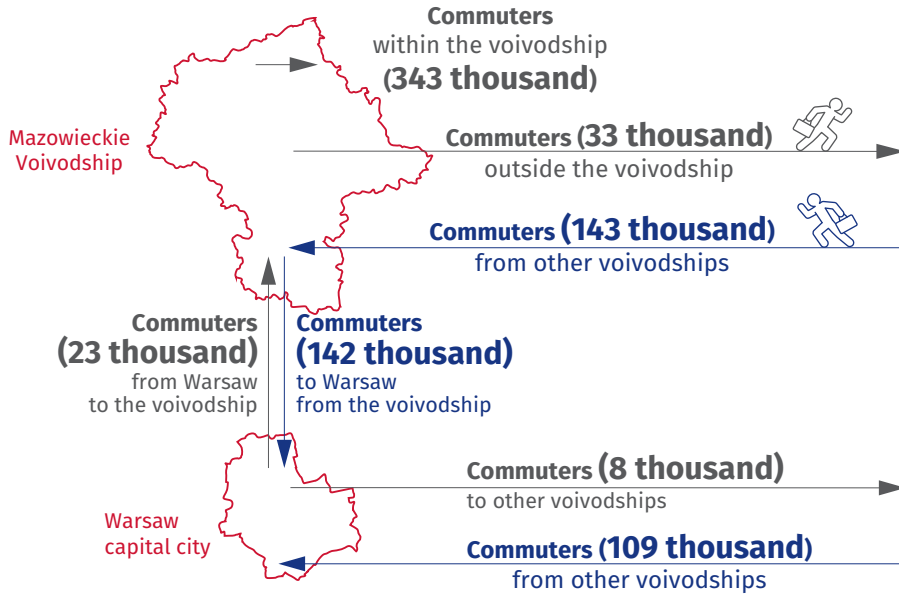 Commuters
within the voivodship
(343 thousand)
Mazowieckie
Voivodship
Commuters (33 thousand)
outside the voivodship
Commuters (143 thousand)
from other voivodships
Commuters
(23 thousand)
from Warsaw
to the voivodship
Commuters
(142 thousand)
to Warsaw
from the voivodship
Commuters (8 thousand)
to other voivodships
Warsaw
capital city
Commuters (109 thousand)
from other voivodships